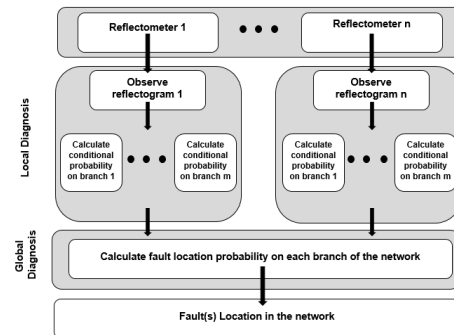 Reflectometer 1
Reflectometer n
Local Diagnosis
Observe
reflectogram 1
Observe
reflectogram n
Calculate
conditional
probability
on branch 1
Calculate
conditional
probability
on branch m
Calculate
conditional
probability
on branch 1
Calculate
conditional
probability
on branch m
Global
Diagnosis
Calculate fault location probability on each branch of the network
Fault(s) Location in the network